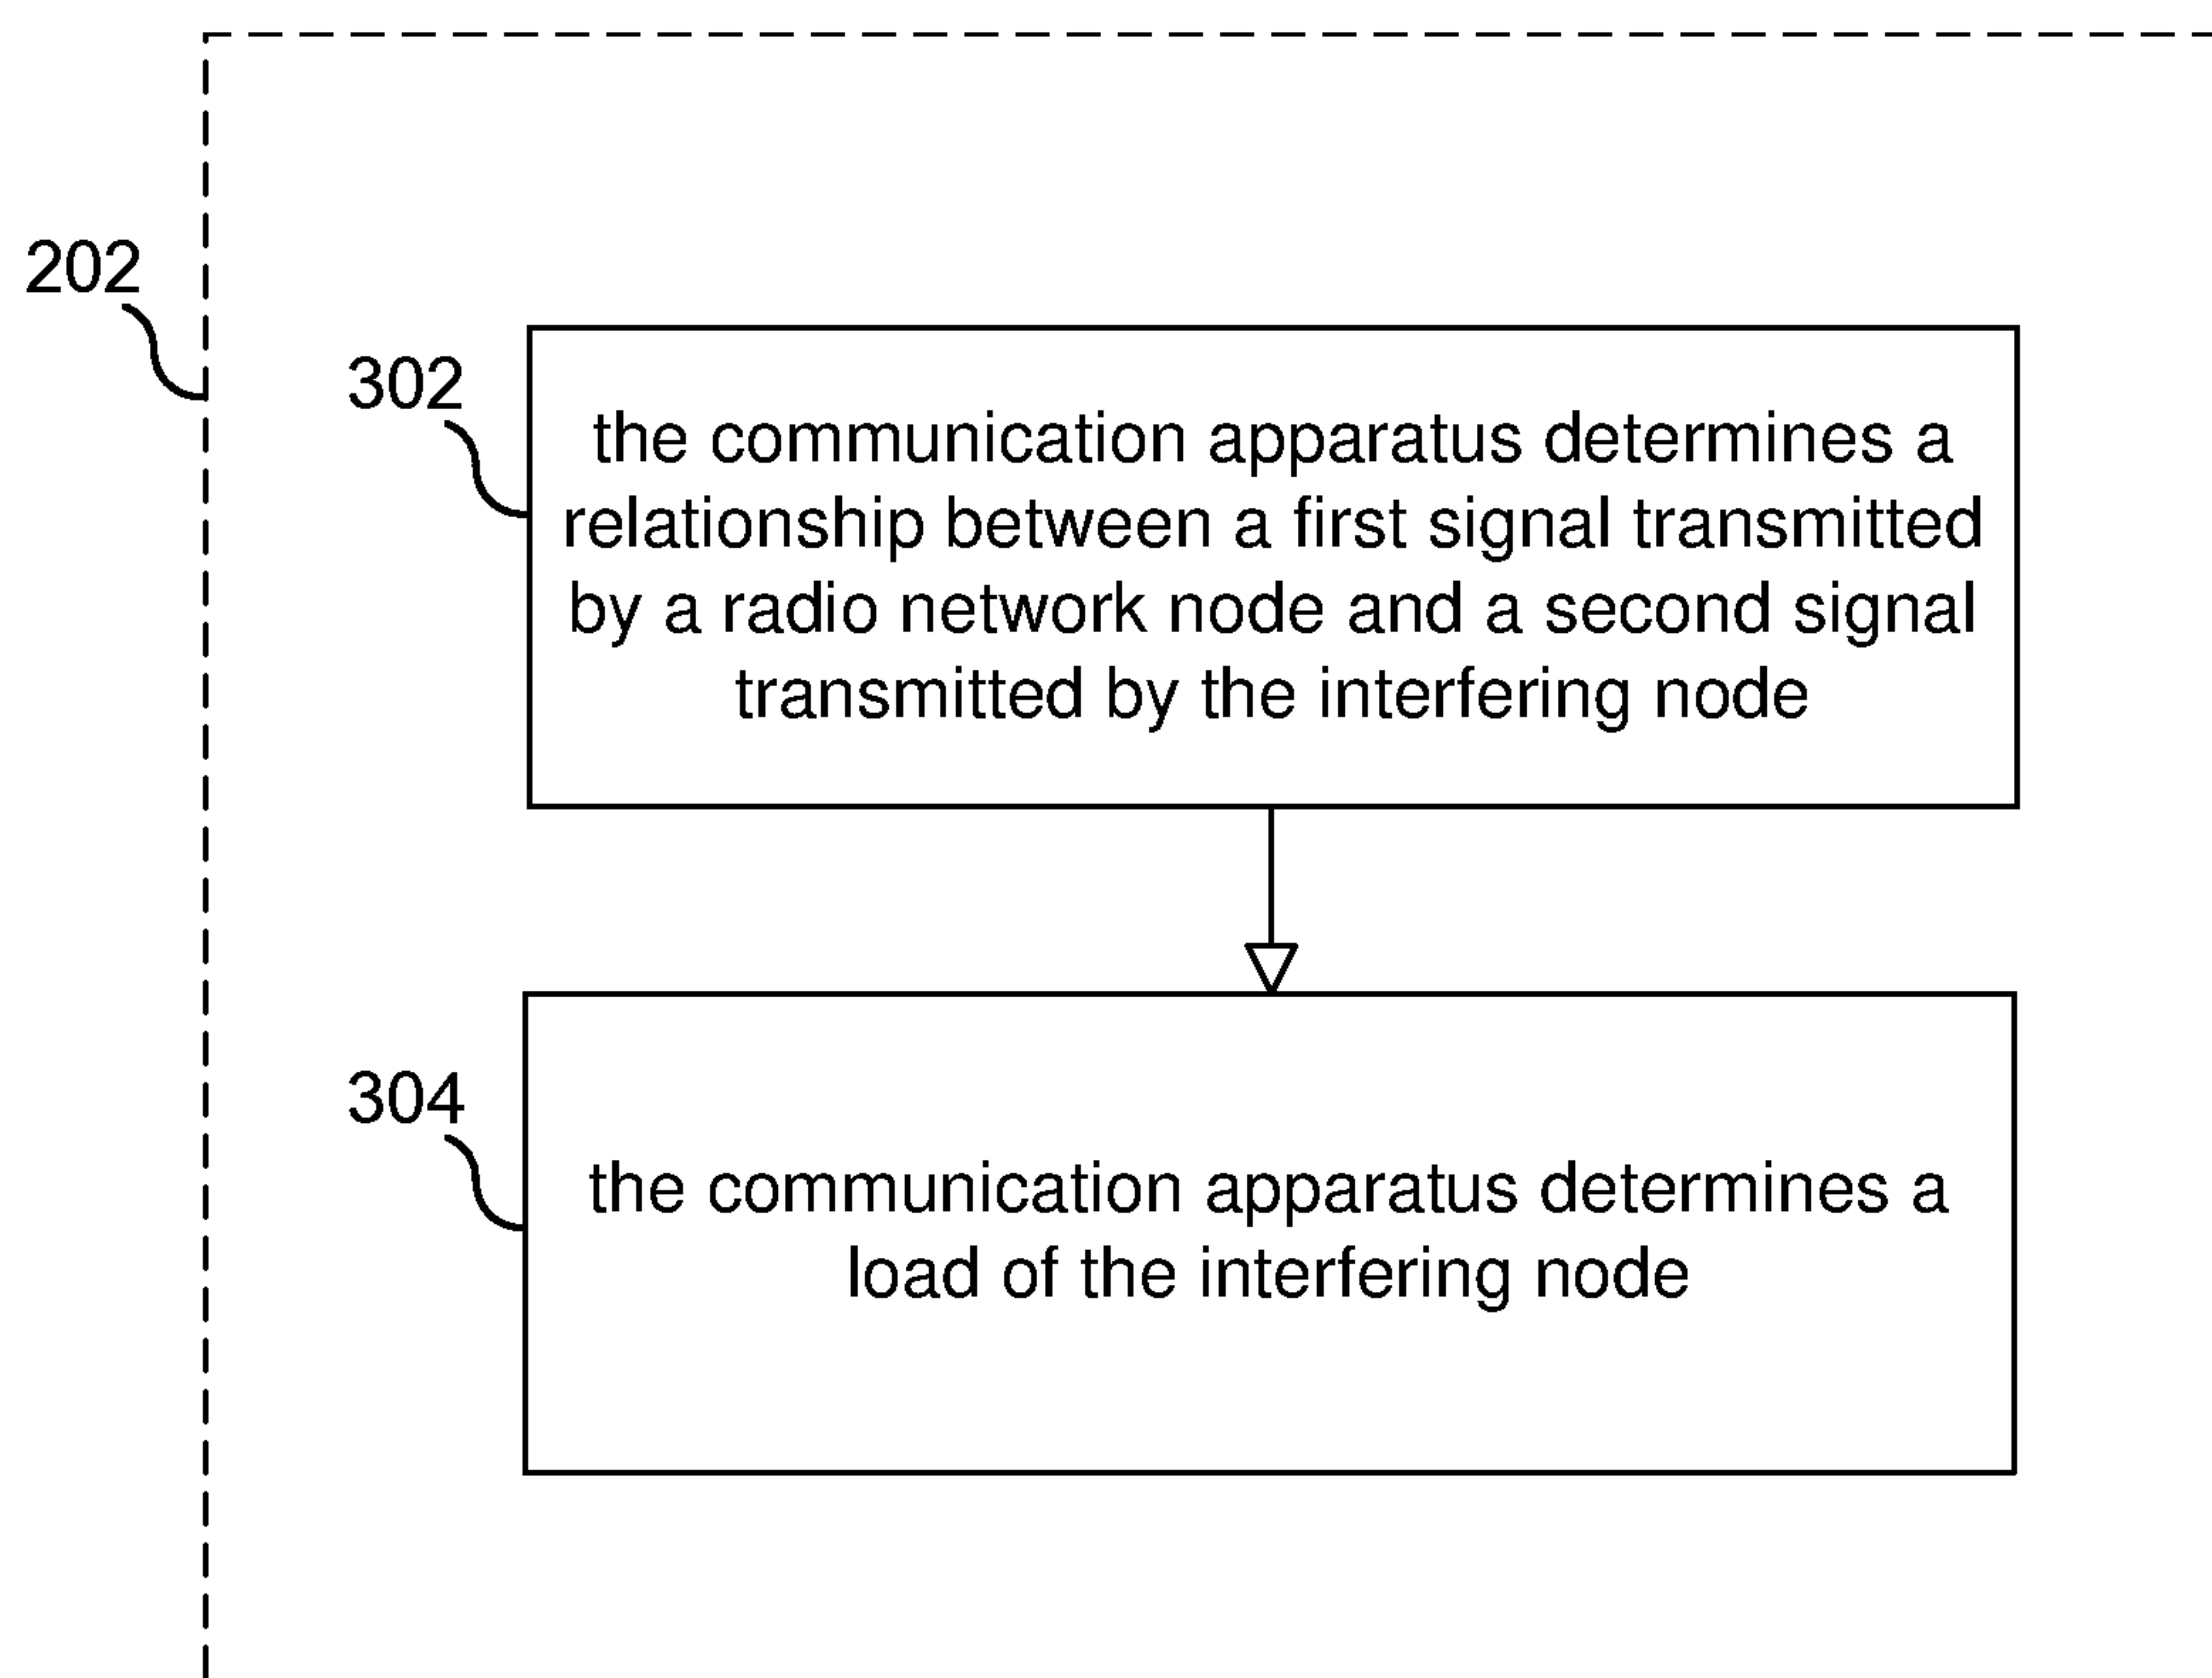 202
302
the communication apparatus determines a
relationship between a first signal transmitted
by a radio network node and a second signal
transmitted by the interfering node
304
the communication apparatus determines a
load of the interfering node